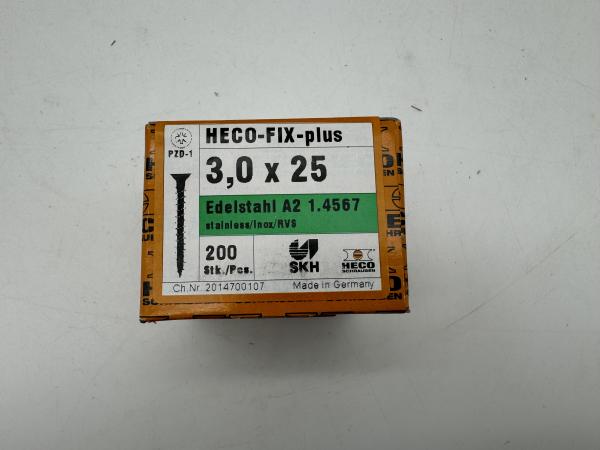 HECO-FIX-plus
PZD-1
3,0 x 25
Edelstahl A2 1.4567
stainless/Inox/RVS
200
Stk./Pcs.
SKH
HECO
SCHRAUBEN
Ch.Nr. 2014700107
Made in Germany